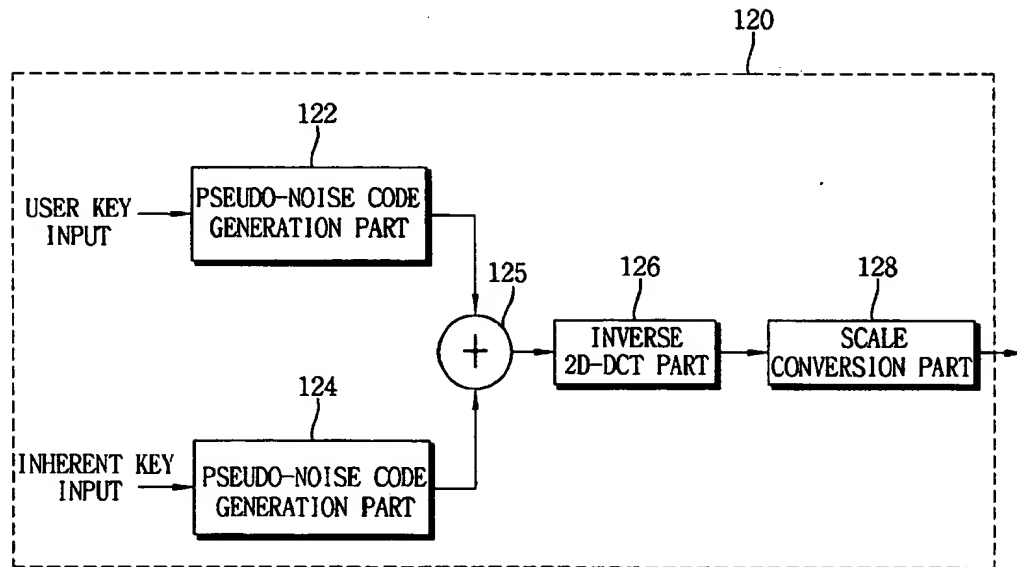 120
122
PSEUDO-NOISE CODE
GENERATION PART
USER KEY
INPUT
125
126
128
+
INVERSE
2D-DCT PART
SCALE
CONVERSION PART
124
PSEUDO-NOISE CODE
GENERATION PART
INHERENT KEY
INPUT